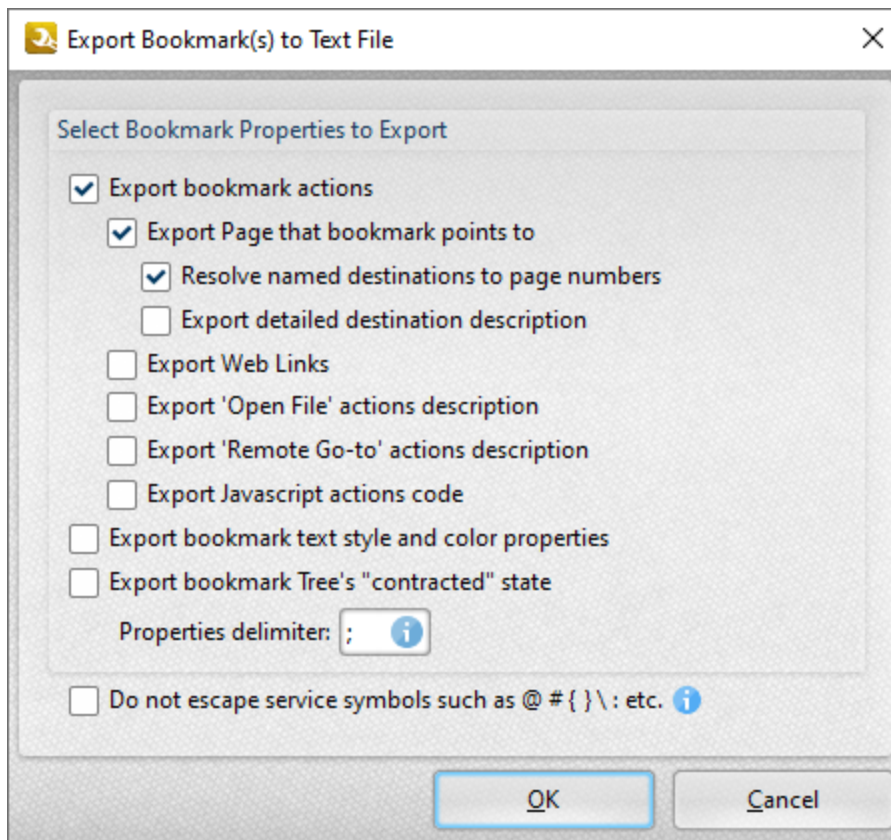 Export Bookmark(s) to Text File
Select Bookmark Properties to Export
Export bookmark actions
Export Page that bookmark points to
Resolve named destinations to page numbers
Export detailed destination description
Export Web Links
Export 'Open File' actions description
Export 'Remote Go-to' actions description
Export Javascript actions code
Export bookmark text style and color properties
Export bookmark Tree's "contracted" state
Properties delimiter: ;
Do not escape service symbols such as @ # { } \ : etc.
OK Cancel